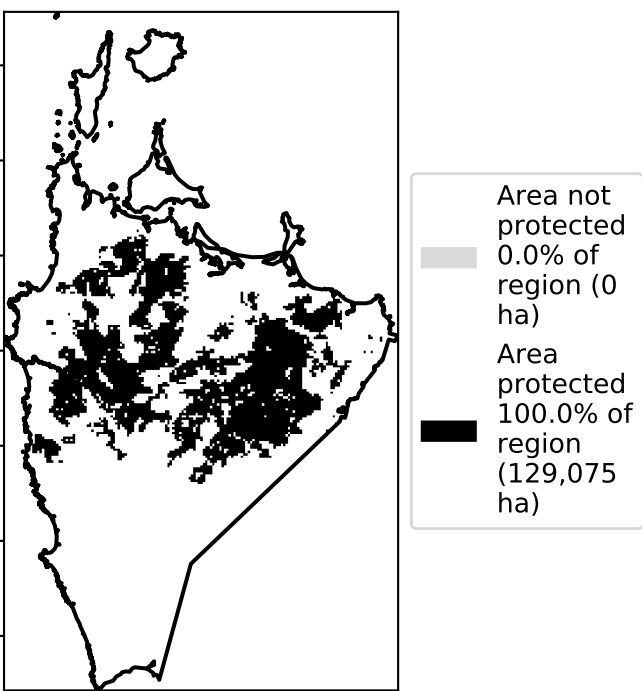 Area not
protected
0.0% of
region (0
ha)
Area
protected
100.0% of
region
(129,075
ha)